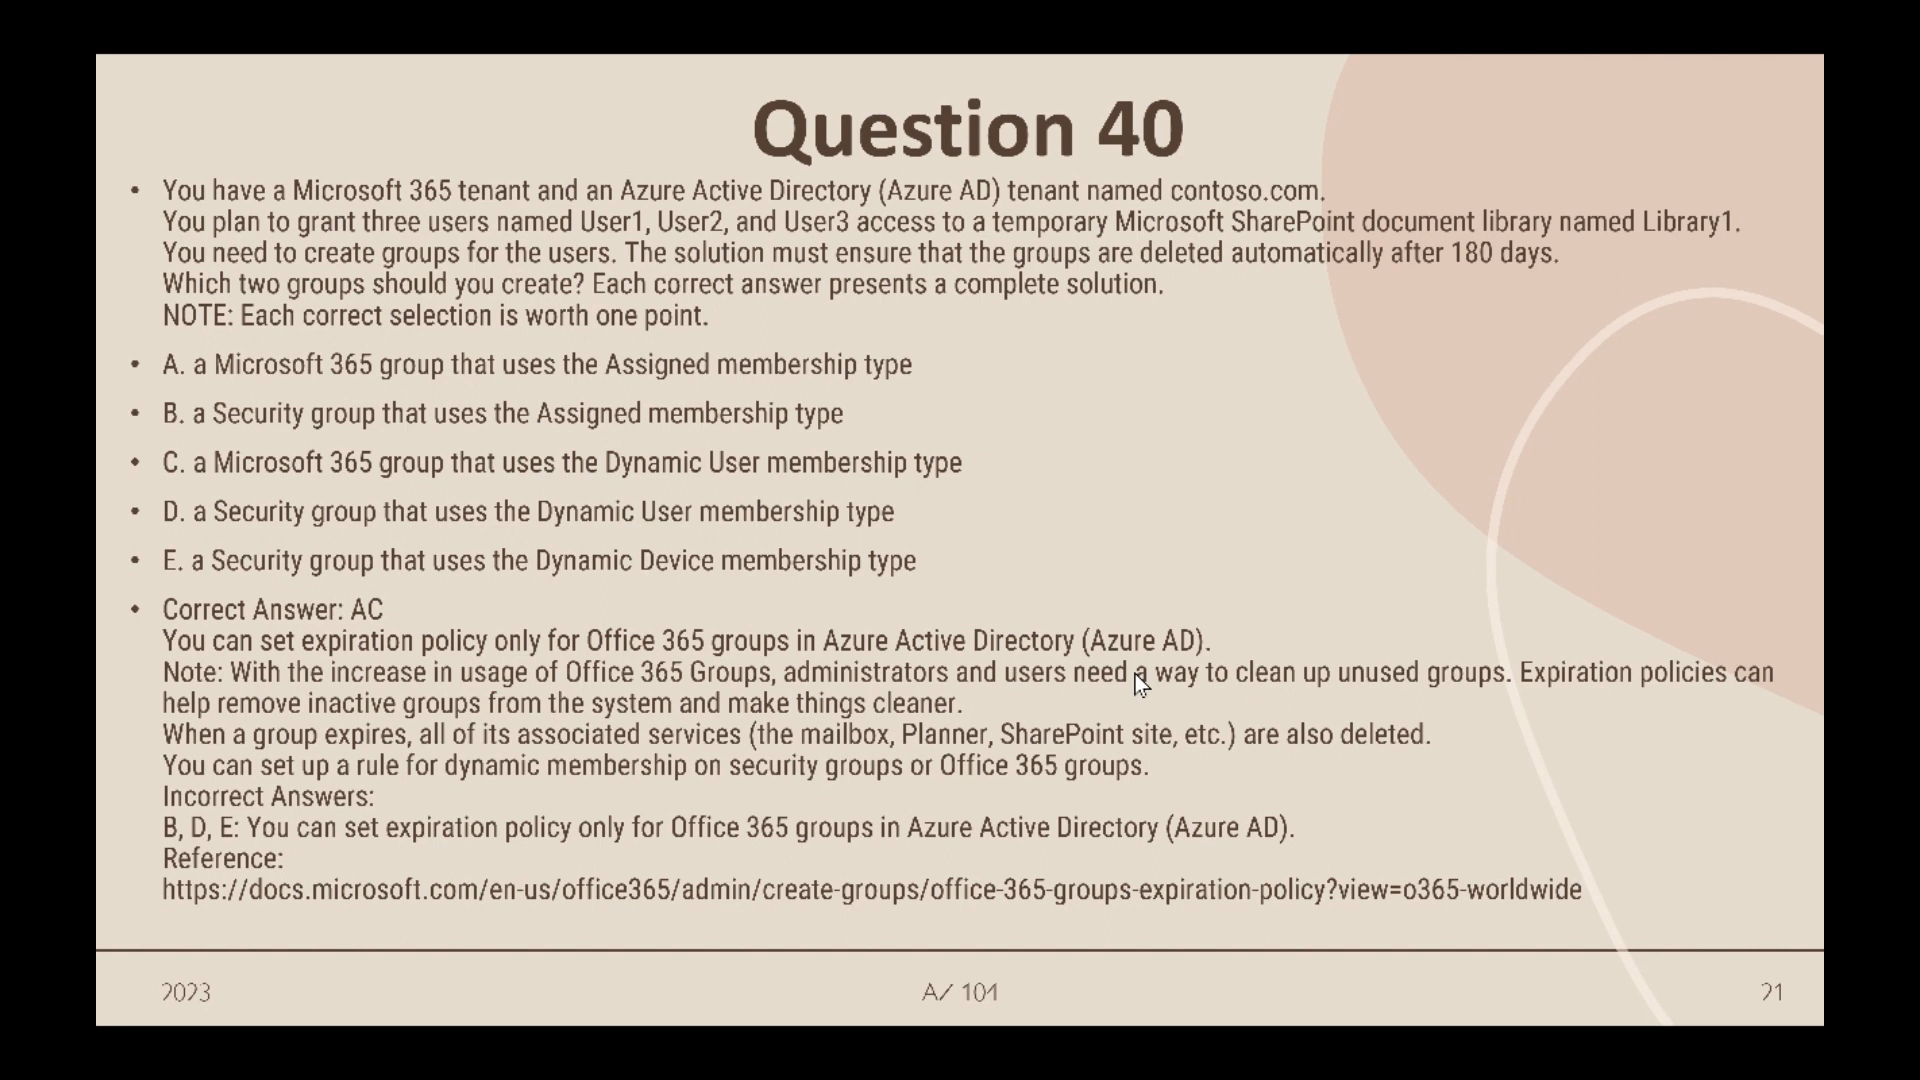 Question 40
• You have a Microsoft 365 tenant and an Azure Active Directory (Azure AD) tenant named contoso.com.
You plan to grant three users named User1, User2, and User3 access to a temporary Microsoft SharePoint document library named Library1.
You need to create groups for the users. The solution must ensure that the groups are deleted automatically after 180 days.
Which two groups should you create? Each correct answer presents a complete solution.
NOTE: Each correct selection is worth one point.
• A. a Microsoft 365 group that uses the Assigned membership type
• B. a Security group that uses the Assigned membership type
• C. a Microsoft 365 group that uses the Dynamic User membership type
• D. a Security group that uses the Dynamic User membership type
• E. a Security group that uses the Dynamic Device membership type
• Correct Answer: AC
You can set expiration policy only for Office 365 groups in Azure Active Directory (Azure AD).
Note: With the increase in usage of Office 365 Groups, administrators and users need a way to clean up unused groups. Expiration policies can
help remove inactive groups from the system and make things cleaner.
When a group expires, all of its associated services (the mailbox, Planner, SharePoint site, etc.) are also deleted.
You can set up a rule for dynamic membership on security groups or Office 365 groups.
Incorrect Answers:
B, D, E: You can set expiration policy only for Office 365 groups in Azure Active Directory (Azure AD).
Reference:
https://docs.microsoft.com/en-us/office365/admin/create-groups/office-365-groups-expiration-policy?view=o365-worldwide
2023
AZ 104
21